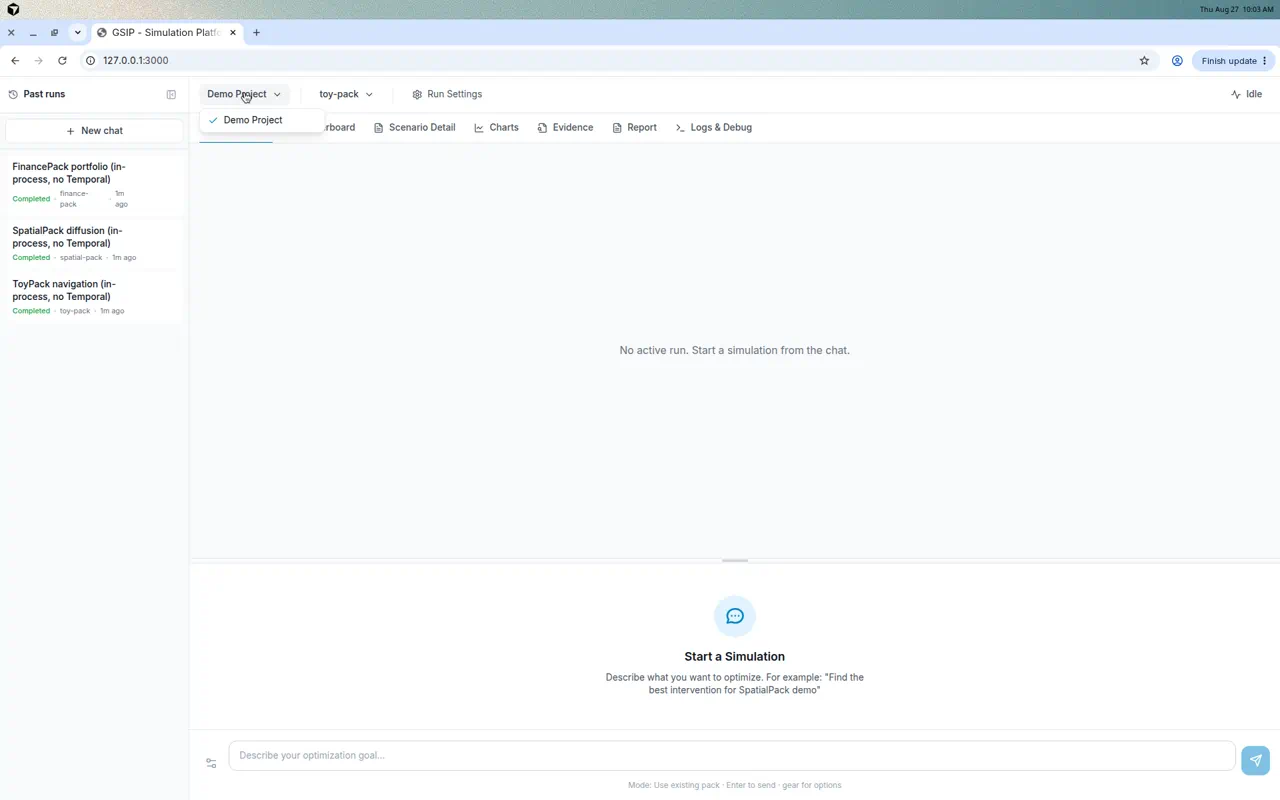 Thu Aug 27 10:03 AM
GSIP - Simulation Platfo
127.0.0.1:3000
Finish update
Past runs
Demo Project
toy-pack
Run Settings
Idle
New chat
Demo Project
Scenario Detail
Charts
Evidence
Report
Logs & Debug
FinancePack portfolio (in-
process, no Temporal)
Completed · finance-
pack · 1m
ago
SpatialPack diffusion (in-
process, no Temporal)
Completed · spatial-pack · 1m ago
ToyPack navigation (in-
process, no Temporal)
Completed · toy-pack · 1m ago
No active run. Start a simulation from the chat.
Start a Simulation
Describe what you want to optimize. For example: "Find the
best intervention for SpatialPack demo"
Describe your optimization goal...
Mode: Use existing pack · Enter to send · gear for options